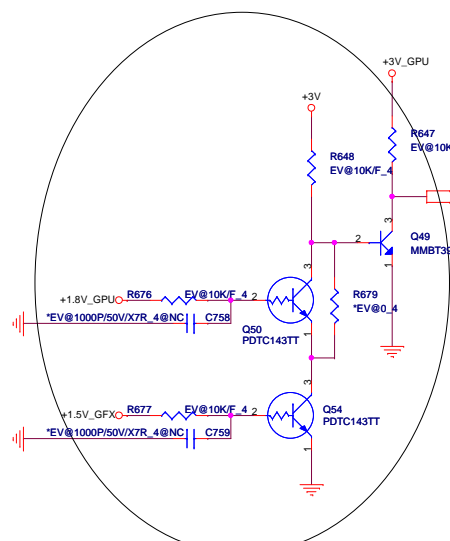 +3V_GPU
+3V
R647
EV@10K
R648
EV@10K/F_4
3
2
Q49
MMBT39
1
3
R676
EV@10K/F_4
+1.8V_GPU
2
R679
*EV@0_4
*EV@1000P/50V/X7R_4@NC
C758
Q50
PDTC143TT
1
3
R677
EV@10K/F_4
+1.5V_GFX
2
Q54
PDTC143TT
*EV@1000P/50V/X7R_4@NC
C759
1